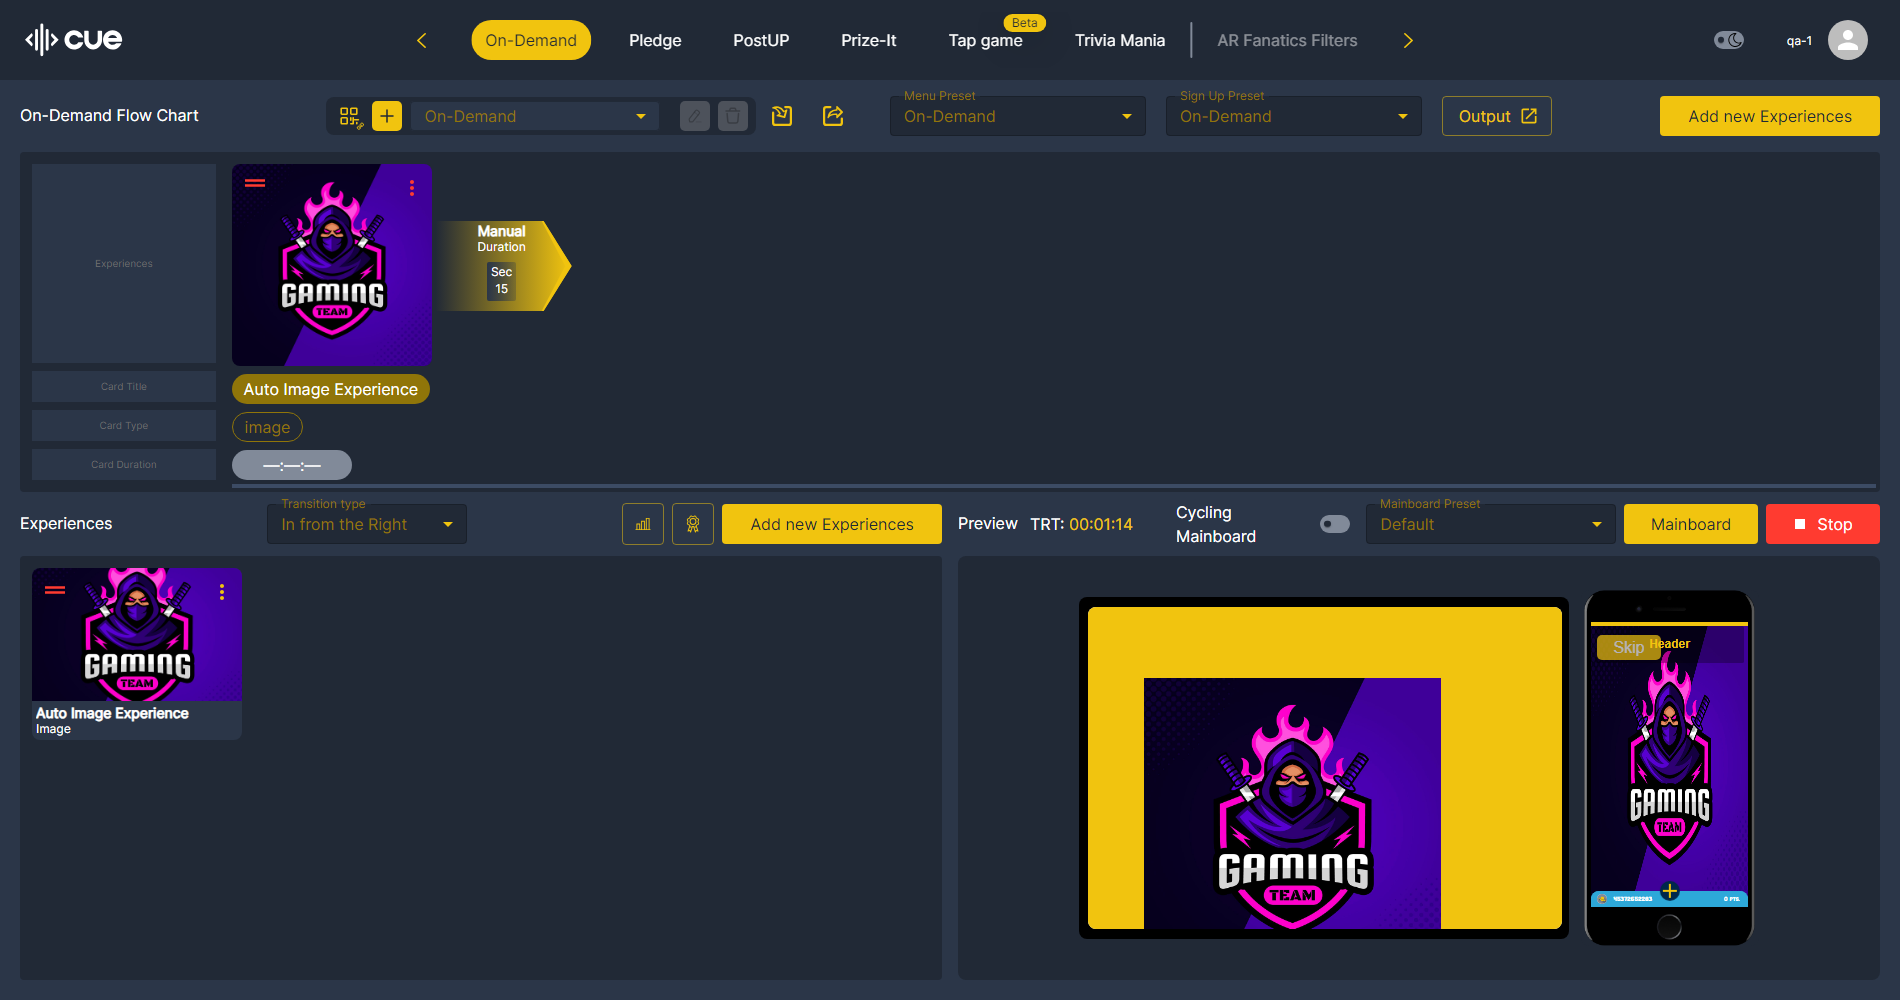 cue
On-Demand
Pledge
PostUP
Prize-It
Beta
Tap game
Trivia Mania
AR Fanatics Filters
qa-1
On-Demand Flow Chart
On-Demand
Menu Preset
On-Demand
Sign Up Preset
On-Demand
Output
Add new Experiences
Experiences
GAMING
TEAM
Manual
Duration
Sec
15
Card Title
Auto Image Experience
Card Type
image
Card Duration
—:—:—
Experiences
Transition type
In from the Right
Add new Experiences
Preview
TRT: 00:01:14
Cycling
Mainboard
Mainboard Preset
Default
Mainboard
Stop
GAMING
TEAM
Auto Image Experience
Image
GAMING
TEAM
Skip
Header
GAMING
TEAM
0 PTS.